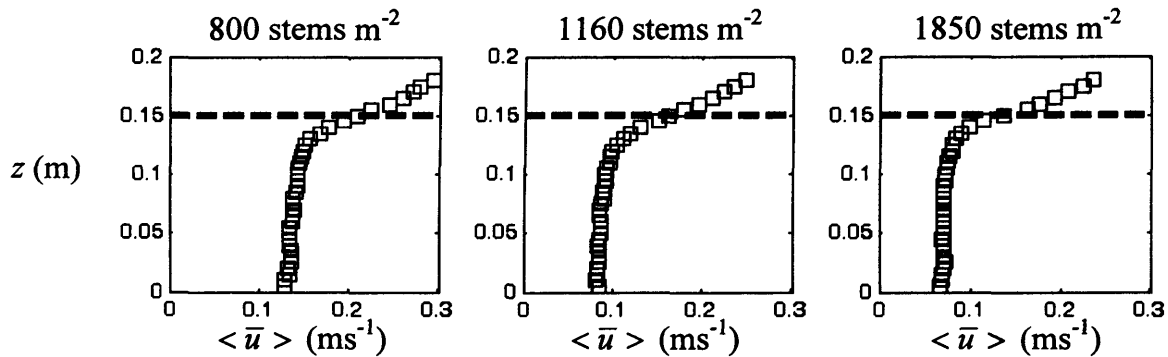 800 stems m⁻² 1160 stems m⁻² 1850 stems m⁻²
0.2 0.2 0.2
0.15 0.15 0.15
z (m) 0.1 0.1 0.1
0.05 0.05 0.05
0 0 0
0 0.1 0.2 0.3 0 0.1 0.2 0.3 0 0.1 0.2 0.3
< u̅ > (ms⁻¹) < u̅ > (ms⁻¹) < u̅ > (ms⁻¹)